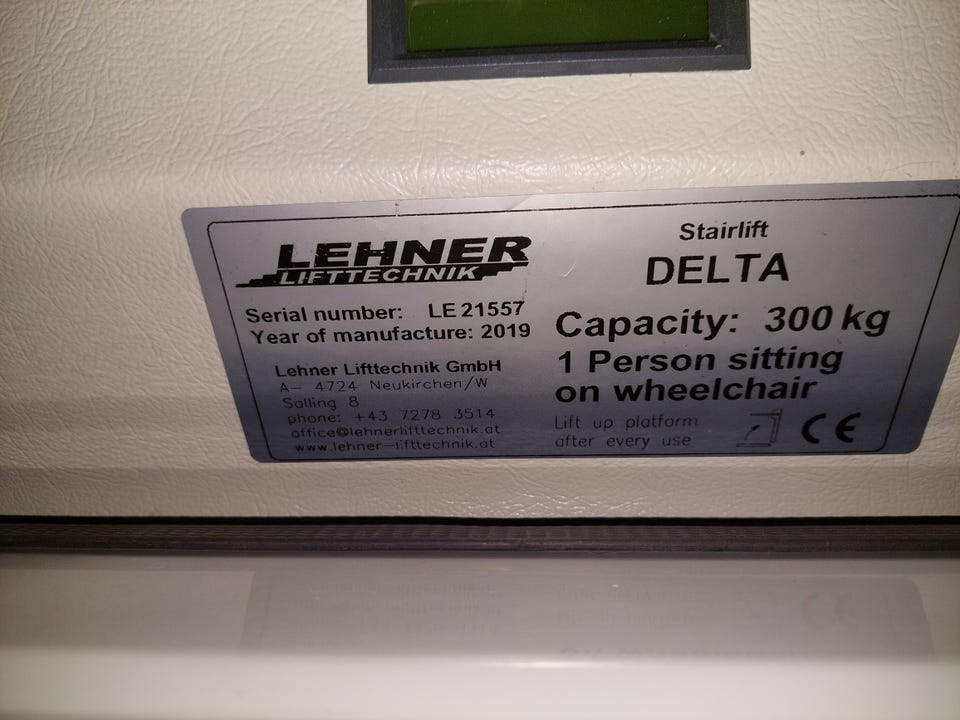 LEHNER
LIFTTECHNIK
Serial number: LE 21557
Year of manufacture: 2019
Lehner Lifttechnik GmbH
A- 4724 Neukirchen/W
Salling 8
phone: +43 7278 3514
office@lehnerlifttechnik.at
www.lehner-lifttechnik.at
Stairlift
DELTA
Capacity: 300 kg
1 Person sitting
on wheelchair
Lift up platform
after every use
CE